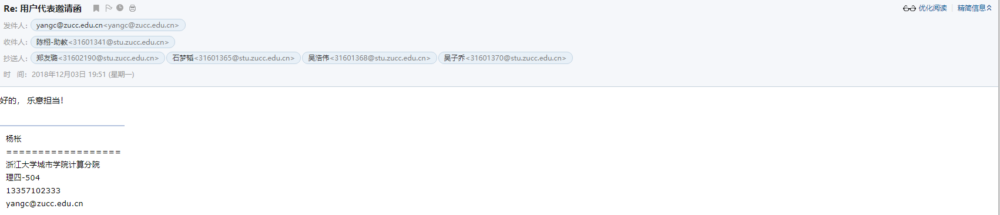 Re: 用户代表邀请函
优化阅读 | 精简信息
发件人: yangc@zucc.edu.cn<yangc@zucc.edu.cn>
收件人: 陈栩-助教<31601341@stu.zucc.edu.cn>
抄送人: 郑友璐<31602190@stu.zucc.edu.cn> 石梦韬<31601365@stu.zucc.edu.cn> 吴浩伟<31601368@stu.zucc.edu.cn> 吴子乔<31601370@stu.zucc.edu.cn>
时 间: 2018年12月03日 19:51 (星期一)
好的， 乐意担当！
杨枨
==================
浙江大学城市学院计算分院
理四-504
13357102333
yangc@zucc.edu.cn